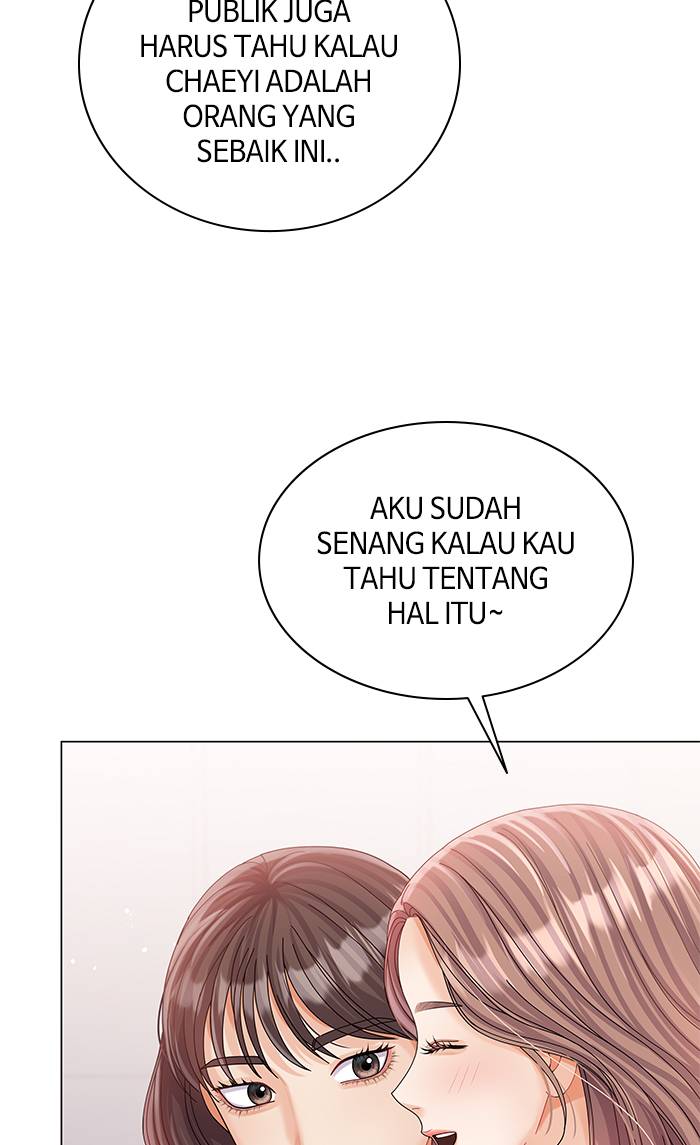 PUBLIK JUGA
HARUS TAHU KALAU
CHAEYI ADALAH
ORANG YANG
SEBAIK INI..
AKU SUDAH
SENANG KALAU KAU
TAHU TENTANG
HAL ITU~